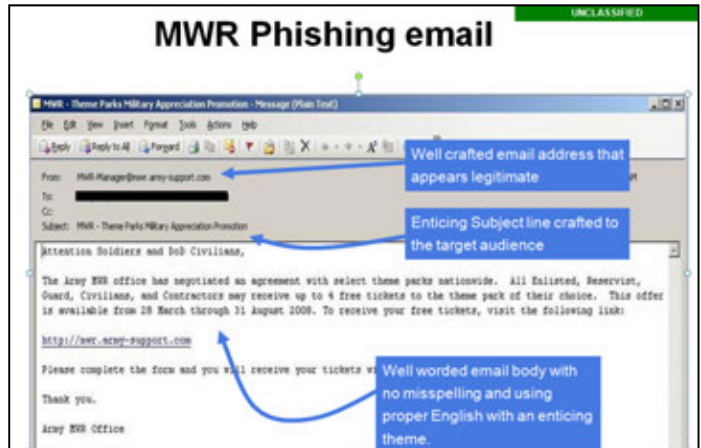 UNCLASSIFIED
MWR Phishing email
MWR - Theme Parks Military Appreciation Promotion - Message (Plain Text)
File Edit View Insert Format Tools Actions Help
Reply Reply to All Forward
Well crafted email address that
appears legitimate
From: MWR-Manager@mwr.army-support.com
To:
Cc:
Subject: MWR - Theme Parks Military Appreciation Promotion
Enticing Subject line crafted to
the target audience
Attention Soldiers and DoD Civilians,
The Army MWR office has negotiated an agreement with select theme parks nationwide. All Enlisted, Reservist,
Guard, Civilians, and Contractors may receive up to 4 free tickets to the theme park of their choice. This offer
is available from 28 March through 31 August 2008. To receive your free tickets, visit the following link:
http://mwr.army-support.com
Please complete the form and you will receive your tickets
Thank you.
Army MWR Office
Well worded email body with
no misspelling and using
proper English with an enticing
theme.